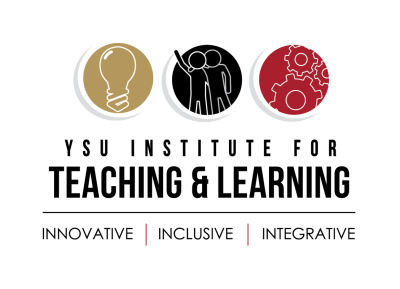 YSU INSTITUTE FOR
TEACHING & LEARNING
INNOVATIVE | INCLUSIVE | INTEGRATIVE